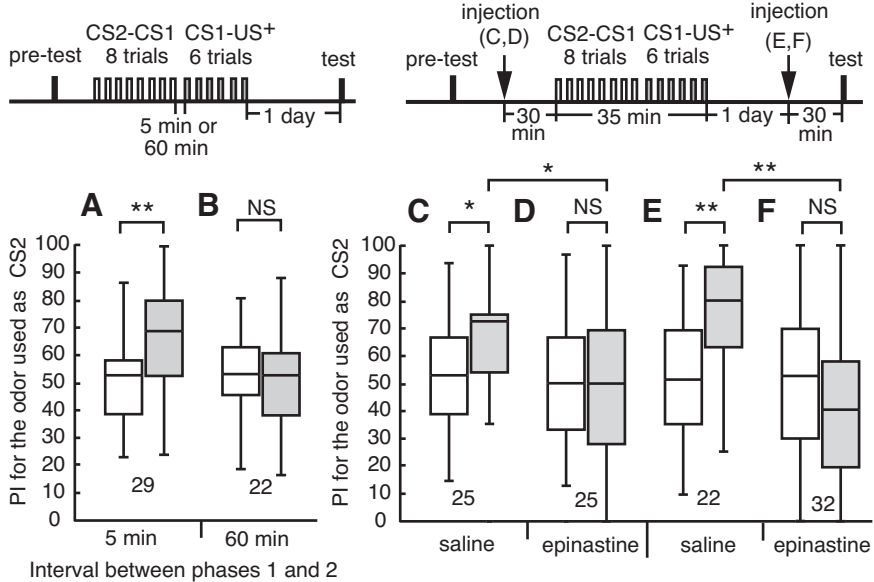 CS2-CS1 CS1-US+
8 trials 6 trials
pre-test test
5 min or
60 min
1 day
injection
(C,D)
injection
(E,F)
CS2-CS1 CS1-US+
8 trials 6 trials
pre-test test
30
min
35 min
1 day
30
min
A ** B NS
PI for the odor used as CS2
100
90
80
70
60
50
40
30
20
10
0
29 22
5 min 60 min
Interval between phases 1 and 2
* **
C * D NS E ** F NS
PI for the odor used as CS2
100
90
80
70
60
50
40
30
20
10
0
25 25 22 32
saline epinastine saline epinastine